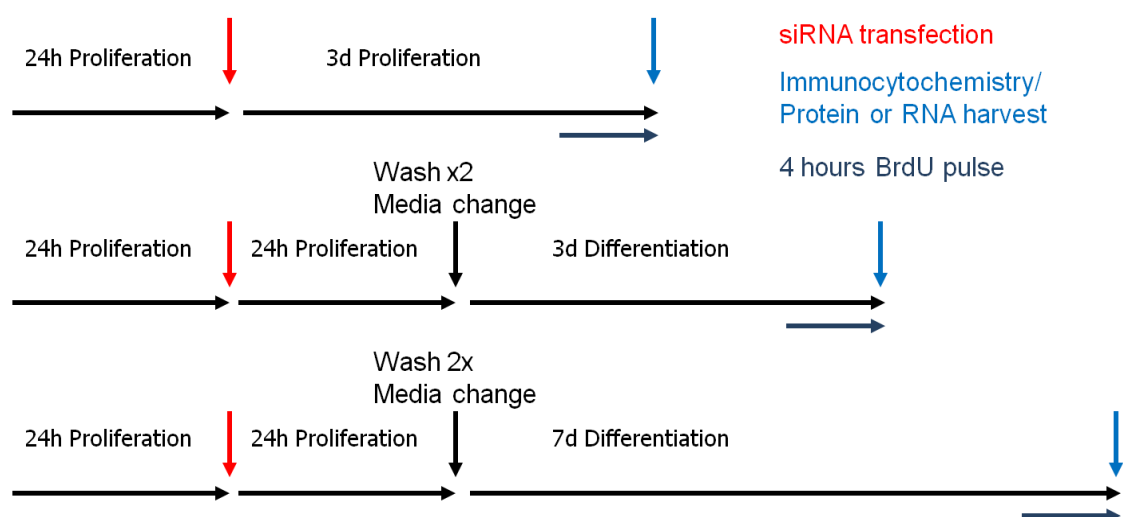 24h Proliferation
3d Proliferation
siRNA transfection
Immunocytochemistry/
Protein or RNA harvest
4 hours BrdU pulse
Wash x2
Media change
24h Proliferation
24h Proliferation
3d Differentiation
Wash 2x
Media change
24h Proliferation
24h Proliferation
7d Differentiation